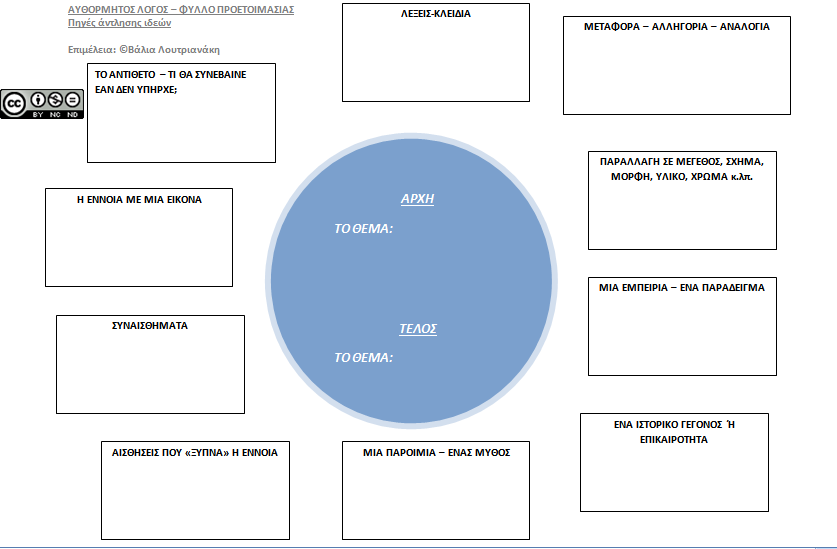 ΑΥΘΟΡΜΗΤΟΣ ΛΟΓΟΣ – ΦΥΛΛΟ ΠΡΟΕΤΟΙΜΑΣΙΑΣ
Πηγές άντλησης ιδεών
Επιμέλεια: ©Βάλια Λουτριανάκη
cc
BY NC ND
ΤΟ ΑΝΤΙΘΕΤΟ – ΤΙ ΘΑ ΣΥΝΕΒΑΙΝΕ
ΕΑΝ ΔΕΝ ΥΠΗΡΧΕ;
ΛΕΞΕΙΣ-ΚΛΕΙΔΙΑ
ΜΕΤΑΦΟΡΑ – ΑΛΛΗΓΟΡΙΑ – ΑΝΑΛΟΓΙΑ
ΠΑΡΑΛΛΑΓΗ ΣΕ ΜΕΓΕΘΟΣ, ΣΧΗΜΑ,
ΜΟΡΦΗ, ΥΛΙΚΟ, ΧΡΩΜΑ κ.λπ.
Η ΕΝΝΟΙΑ ΜΕ ΜΙΑ ΕΙΚΟΝΑ
ΑΡΧΗ
ΤΟ ΘΕΜΑ:
ΜΙΑ ΕΜΠΕΙΡΙΑ – ΕΝΑ ΠΑΡΑΔΕΙΓΜΑ
ΣΥΝΑΙΣΘΗΜΑΤΑ
ΤΕΛΟΣ
ΤΟ ΘΕΜΑ:
ΕΝΑ ΙΣΤΟΡΙΚΟ ΓΕΓΟΝΟΣ Ή
ΕΠΙΚΑΙΡΟΤΗΤΑ
ΑΙΣΘΗΣΕΙΣ ΠΟΥ «ΞΥΠΝΑ» Η ΕΝΝΟΙΑ
ΜΙΑ ΠΑΡΟΙΜΙΑ – ΕΝΑΣ ΜΥΘΟΣ